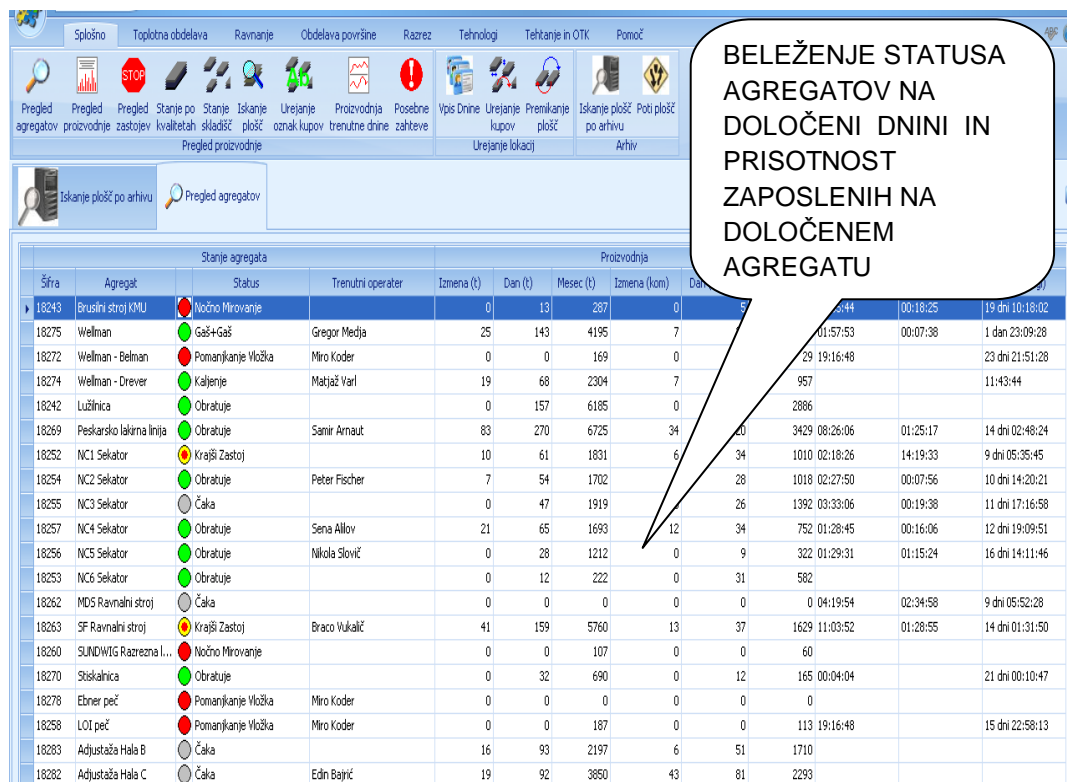 Splošno Toplotna obdelava Ravnanje Obdelava površine Razrez Tehnologi Tehtanje in OTK Pomoč
Pregled agregatov
Pregled proizvodnje
Pregled zastojev
Stanje po kvalitetah
Stanje skladišč
Iskanje plošč
Urejanje oznak kupov
Proizvodnja trenutne dnine
Posebne zahteve
Vpis Dnine
Urejanje kupov
Premikanje plošč
Iskanje plošč po arhivu
Poti plošč
STOP
Pregled proizvodnje Urejanje lokacij Arhiv
BELEŽENJE STATUSA
AGREGATOV NA
DOLOČENI DNINI IN
PRISOTNOST
ZAPOSLENIH NA
DOLOČENEM
AGREGATU
Iskanje plošč po arhivu Pregled agregatov
Stanje agregata Proizvodnja
Šifra Agregat Status Trenutni operater Izmena (t) Dan (t) Mesec (t) Izmena (kom)
18243 Brusilni stroj KMU Nočno Mirovanje 0 13 287 0 5 00:18:25 19 dni 10:18:02
18275 Wellman Gaš+Gaš Gregor Medja 25 143 4195 7 01:57:53 00:07:38 1 dan 23:09:28
18272 Wellman - Belman Pomanjkanje Vložka Miro Koder 0 0 169 0 29 19:16:48 23 dni 21:51:28
18274 Wellman - Drever Kaljenje Matjaž Varl 19 68 2304 7 957 11:43:44
18242 Lužilnica Obratuje 0 157 6185 0 2886
18269 Peskarsko lakirna linija Obratuje Samir Arnaut 83 270 6725 34 3429 08:26:06 01:25:17 14 dni 02:48:24
18252 NC1 Sekator Krajši Zastoj 10 61 1831 6 34 1010 02:18:26 14:19:33 9 dni 05:35:45
18254 NC2 Sekator Obratuje Peter Fischer 7 54 1702 28 1018 02:27:50 00:07:56 10 dni 14:20:21
18255 NC3 Sekator Čaka 0 47 1919 26 1392 03:33:06 00:19:38 11 dni 17:16:58
18257 NC4 Sekator Obratuje Sena Alilov 21 65 1693 12 34 752 01:28:45 00:16:06 12 dni 19:09:51
18256 NC5 Sekator Obratuje Nikola Slovič 0 28 1212 0 9 322 01:29:31 01:15:24 16 dni 14:11:46
18253 NC6 Sekator Obratuje 0 12 222 0 31 582
18262 MDS Ravnalni stroj Čaka 0 0 0 0 0 0 04:19:54 02:34:58 9 dni 05:52:28
18263 SF Ravnalni stroj Krajši Zastoj Braco Vukalič 41 159 5760 13 37 1629 11:03:52 01:28:55 14 dni 01:31:50
18260 SUNDWIG Razrezna l... Nočno Mirovanje 0 0 107 0 0 60
18270 Stiskalnica Obratuje 0 32 690 0 12 165 00:04:04 21 dni 00:10:47
18278 Ebner peč Pomanjkanje Vložka Miro Koder 0 0 0 0 0 0
18258 LOI peč Pomanjkanje Vložka Miro Koder 0 0 187 0 0 113 19:16:48 15 dni 22:58:13
18283 Adjustaža Hala B Čaka 16 93 2197 6 51 1710
18282 Adjustaža Hala C Čaka Edin Bajrić 19 92 3850 43 81 2293